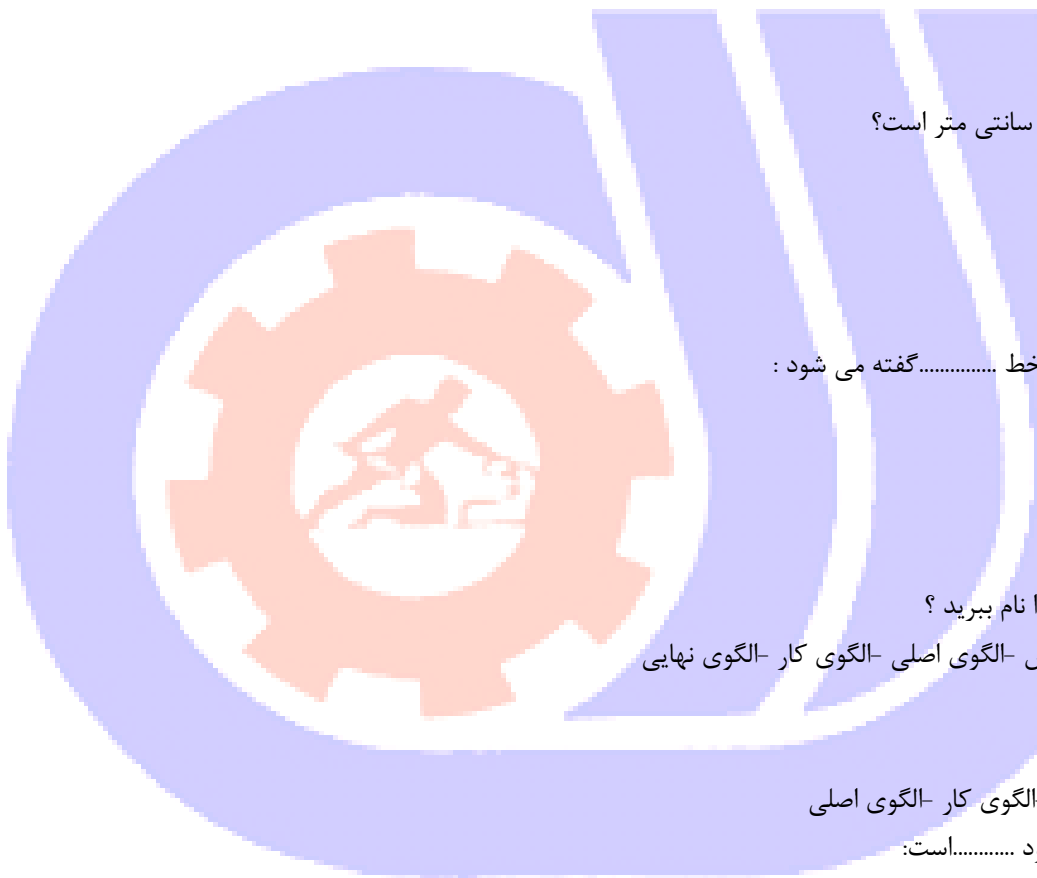 سانتی متر است؟
خط ...............گفته می شود :
نام ببرید ؟
-الگوی اصلی -الگوی کار -الگوی نهایی
-الگوی کار -الگوی اصلی
............است: